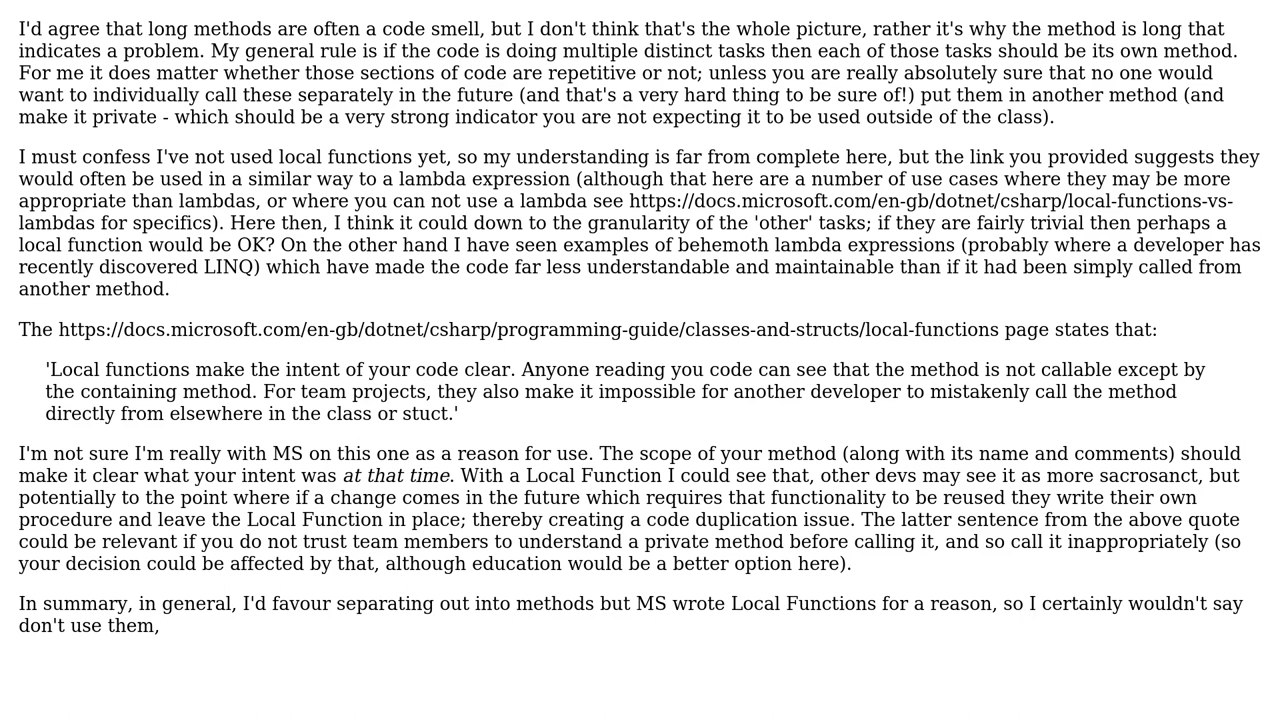 I'd agree that long methods are often a code smell, but I don't think that's the whole picture, rather it's why the method is long that
indicates a problem. My general rule is if the code is doing multiple distinct tasks then each of those tasks should be its own method.
For me it does matter whether those sections of code are repetitive or not; unless you are really absolutely sure that no one would
want to individually call these separately in the future (and that's a very hard thing to be sure of!) put them in another method (and
make it private - which should be a very strong indicator you are not expecting it to be used outside of the class).
I must confess I've not used local functions yet, so my understanding is far from complete here, but the link you provided suggests they
would often be used in a similar way to a lambda expression (although that here are a number of use cases where they may be more
appropriate than lambdas, or where you can not use a lambda see https://docs.microsoft.com/en-gb/dotnet/csharp/local-functions-vs-
lambdas for specifics). Here then, I think it could down to the granularity of the 'other' tasks; if they are fairly trivial then perhaps a
local function would be OK? On the other hand I have seen examples of behemoth lambda expressions (probably where a developer has
recently discovered LINQ) which have made the code far less understandable and maintainable than if it had been simply called from
another method.
The https://docs.microsoft.com/en-gb/dotnet/csharp/programming-guide/classes-and-structs/local-functions page states that:
'Local functions make the intent of your code clear. Anyone reading you code can see that the method is not callable except by
the containing method. For team projects, they also make it impossible for another developer to mistakenly call the method
directly from elsewhere in the class or stuct.'
I'm not sure I'm really with MS on this one as a reason for use. The scope of your method (along with its name and comments) should
make it clear what your intent was at that time. With a Local Function I could see that, other devs may see it as more sacrosanct, but
potentially to the point where if a change comes in the future which requires that functionality to be reused they write their own
procedure and leave the Local Function in place; thereby creating a code duplication issue. The latter sentence from the above quote
could be relevant if you do not trust team members to understand a private method before calling it, and so call it inappropriately (so
your decision could be affected by that, although education would be a better option here).
In summary, in general, I'd favour separating out into methods but MS wrote Local Functions for a reason, so I certainly wouldn't say
don't use them,